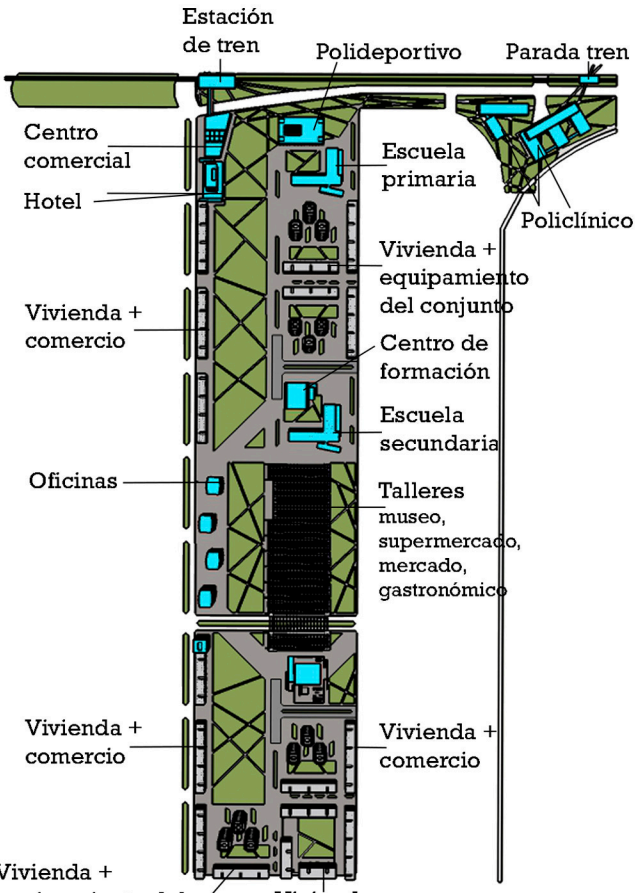 Estación
de tren
Polideportivo
Parada tren
Centro
comercial
Escuela
primaria
Hotel
Policlínico
Vivienda +
equipamiento
del conjunto
Vivienda +
comercio
Centro de
formación
Escuela
secundaria
Oficinas
Talleres
museo,
supermercado,
mercado,
gastronómico
Vivienda +
comercio
Vivienda +
comercio
Vivienda +